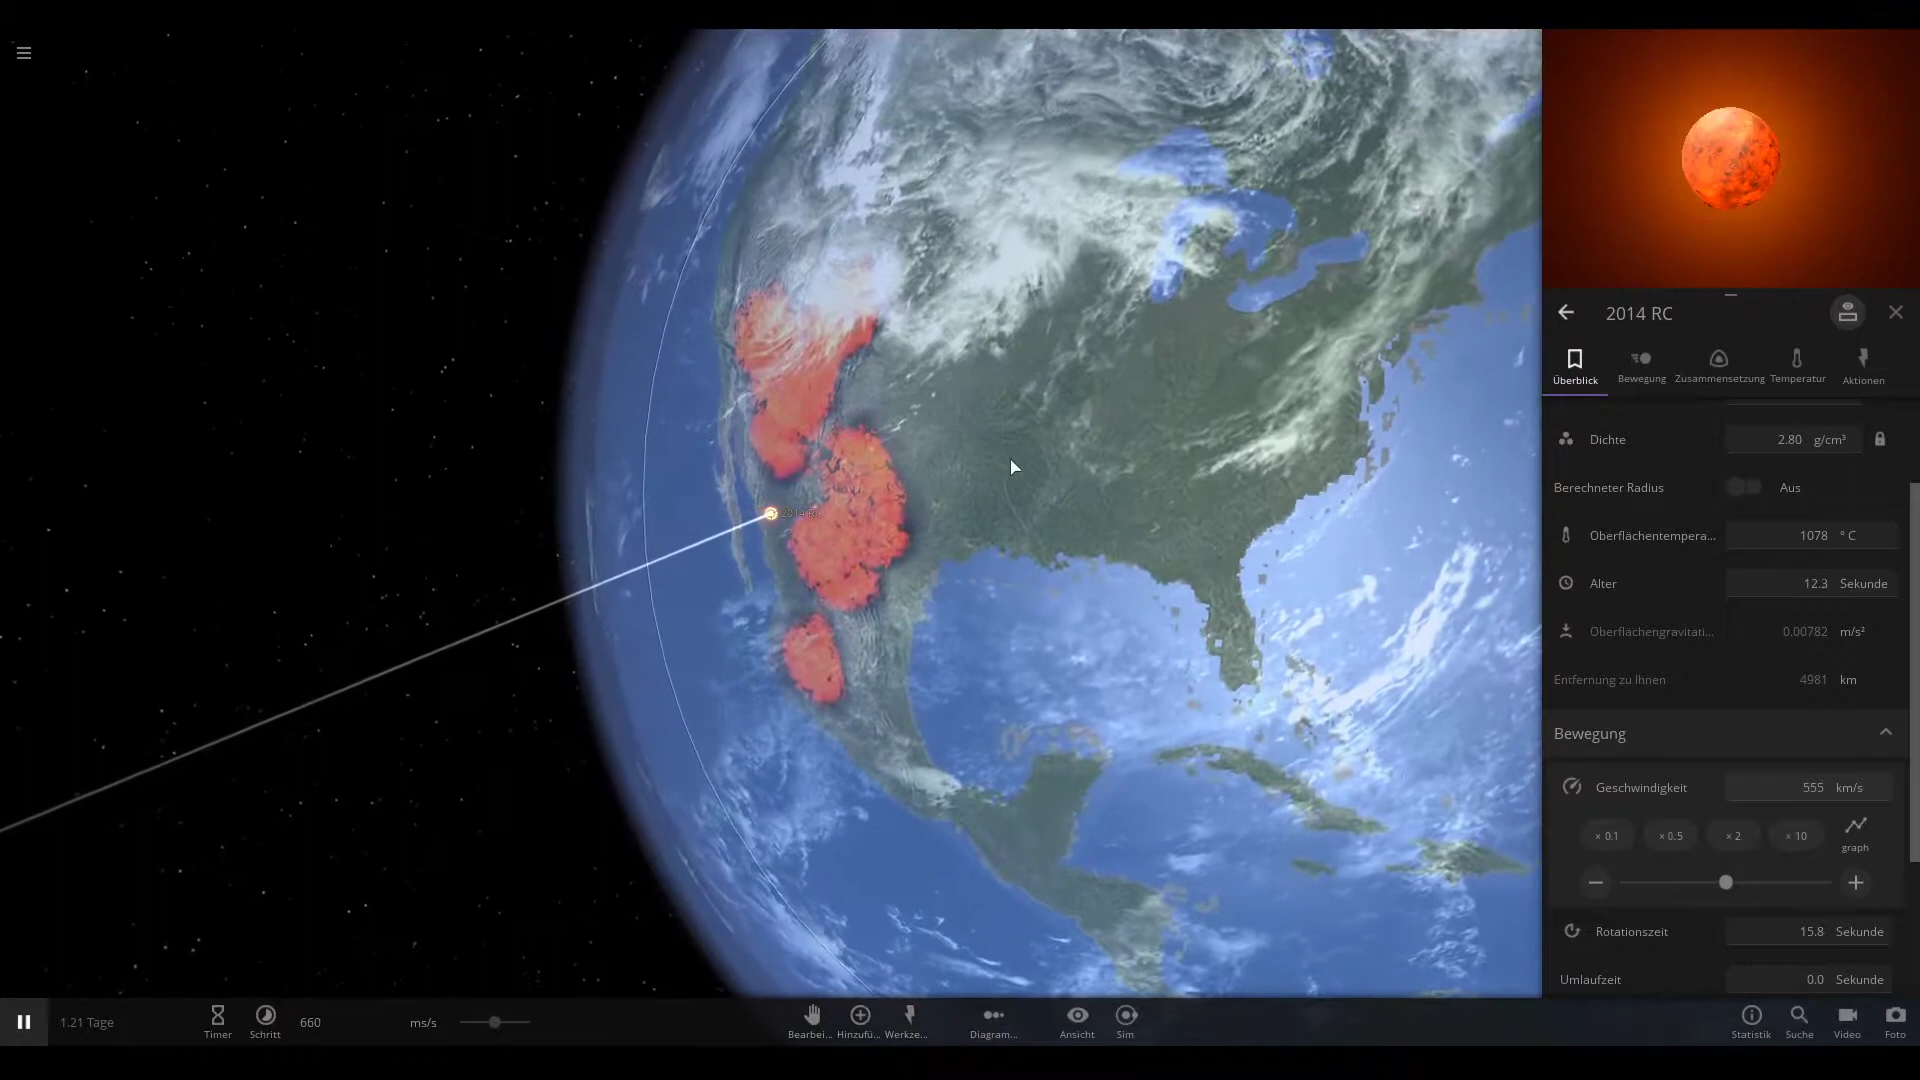 2014 RC
Überblick
Bewegung
Zusammensetzung
Temperatur
Aktionen
Dichte 2.80 g/cm³
Berechneter Radius Aus
Oberflächentempera... 1078 ° C
Alter 12.3 Sekunde
Oberflächengravitati... 0.00782 m/s²
Entfernung zu Ihnen 4981 km
Bewegung
Geschwindigkeit 555 km/s
× 0.1 × 0.5 × 2 × 10 graph
Rotationszeit 15.8 Sekunde
Umlaufzeit 0.0 Sekunde
2014 RC
1.21 Tage
Timer
Schritt
660 ms/s
Bearbei...
Hinzufü...
Werkze...
Diagram...
Ansicht
Sim
Statistik
Suche
Video
Foto